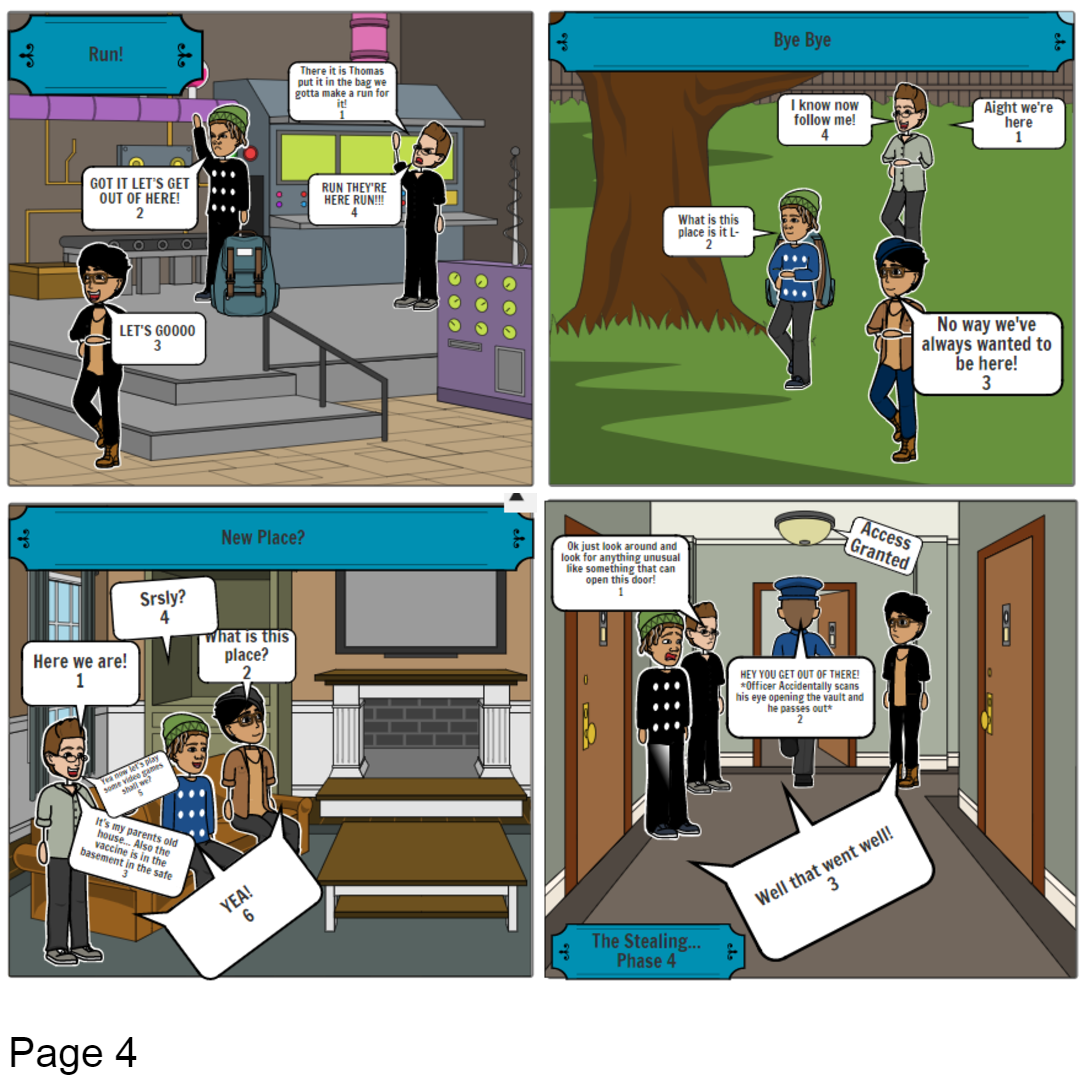 Run!
There it is Thomas
put it in the bag we
gotta make a run for
it!
1
GOT IT LET'S GET
OUT OF HERE!
2
LET'S GOOOO
3
RUN THEY'RE
HERE RUN!!!
4
Bye Bye
Aight we're
here
1
What is this
place is it L-
2
No way we've
always wanted to
be here!
3
I know now
follow me!
4
New Place?
Here we are!
1
What is this
place?
2
It's my parents old
house... Also the
vaccine is in the
basement in the safe
3
Srsly?
4
Yea now let's play
some video games
shall we?
5
YEA!
6
Ok just look around and
look for anything unusual
like something that can
open this door!
1
Access
Granted
HEY YOU GET OUT OF THERE!
*Officer Accidentally scans
his eye opening the vault and
he passes out*
2
Well that went well!
3
The Stealing...
Phase 4
Page 4